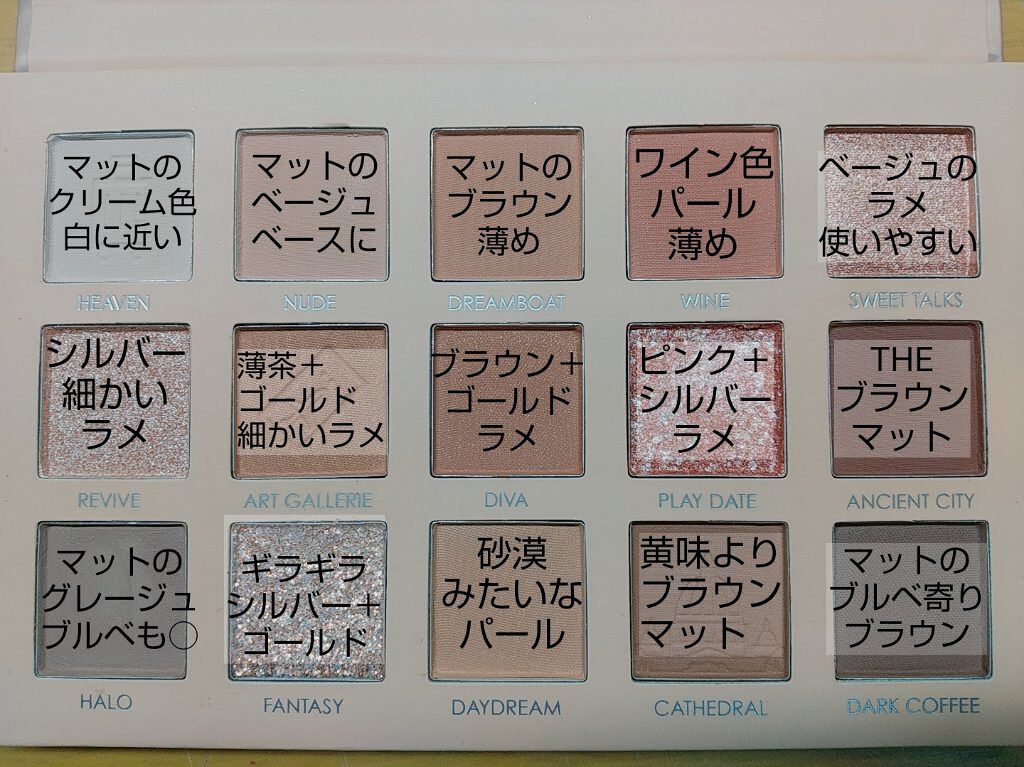 マットの
クリーム色
白に近い
HEAVEN
マットの
ベージュ
ベースに
NUDE
マットの
ブラウン
薄め
DREAMBOAT
ワイン色
パール
薄め
WINE
ベージュの
ラメ
使いやすい
SWEET TALKS
シルバー
細かい
ラメ
REVIVE
薄茶＋
ゴールド
細かいラメ
ART GALLERIE
ブラウン＋
ゴールド
ラメ
DIVA
ピンク＋
シルバー
ラメ
PLAY DATE
THE
ブラウン
マット
ANCIENT CITY
マットの
グレージュ
ブルベも○
HALO
ギラギラ
シルバー＋
ゴールド
FANTASY
砂漠
みたいな
パール
DAYDREAM
黄味より
ブラウン
マット
CATHEDRAL
マットの
ブルベ寄り
ブラウン
DARK COFFEE